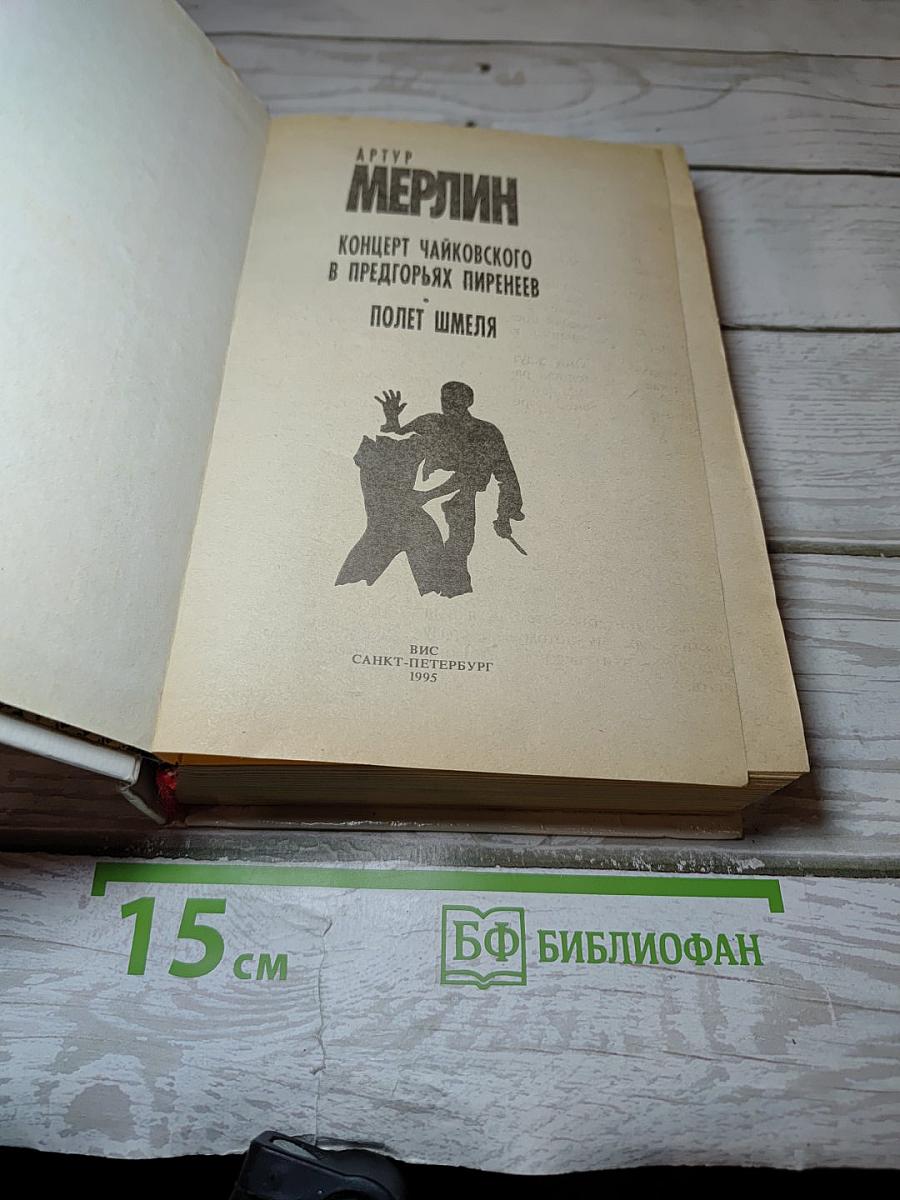 АРТУР
МЕРЛИН
КОНЦЕРТ ЧАЙКОВСКОГО
В ПРЕДГОРЬЯХ ПИРЕНЕЕВ
ПОЛЕТ ШМЕЛЯ
ВИС
САНКТ-ПЕТЕРБУРГ
1995
15 см
БФ БИБЛИОФАН